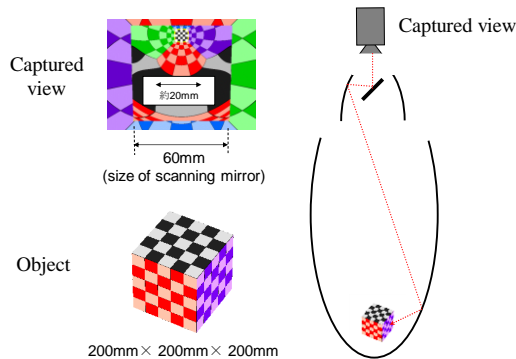 Captured view
Captured
view
約20mm
60mm
(size of scanning mirror)
Object
200mm× 200mm× 200mm